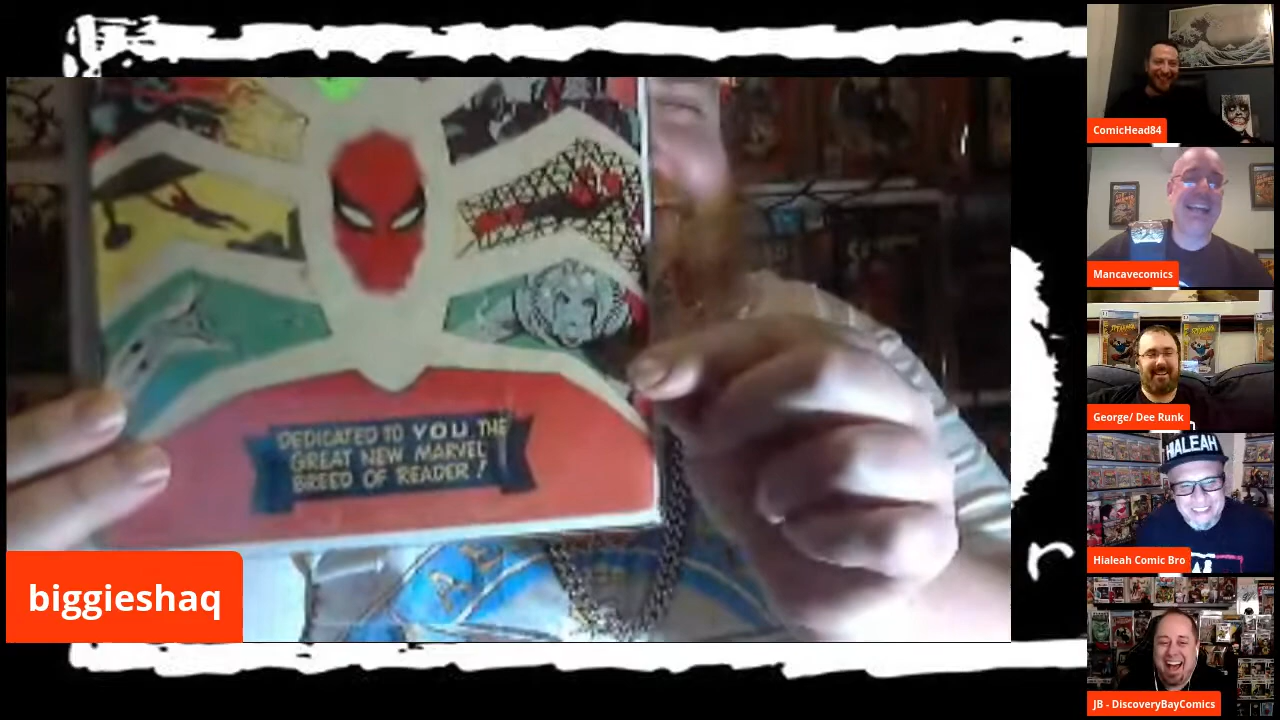 DEDICATED TO YOU THE
GREAT NEW MARVEL
BREED OF READER!
biggieshaq
ComicHead84
Mancavecomics
George/ Dee Runk
HIALEAH
Hialeah Comic Bro
JB - DiscoveryBayComics